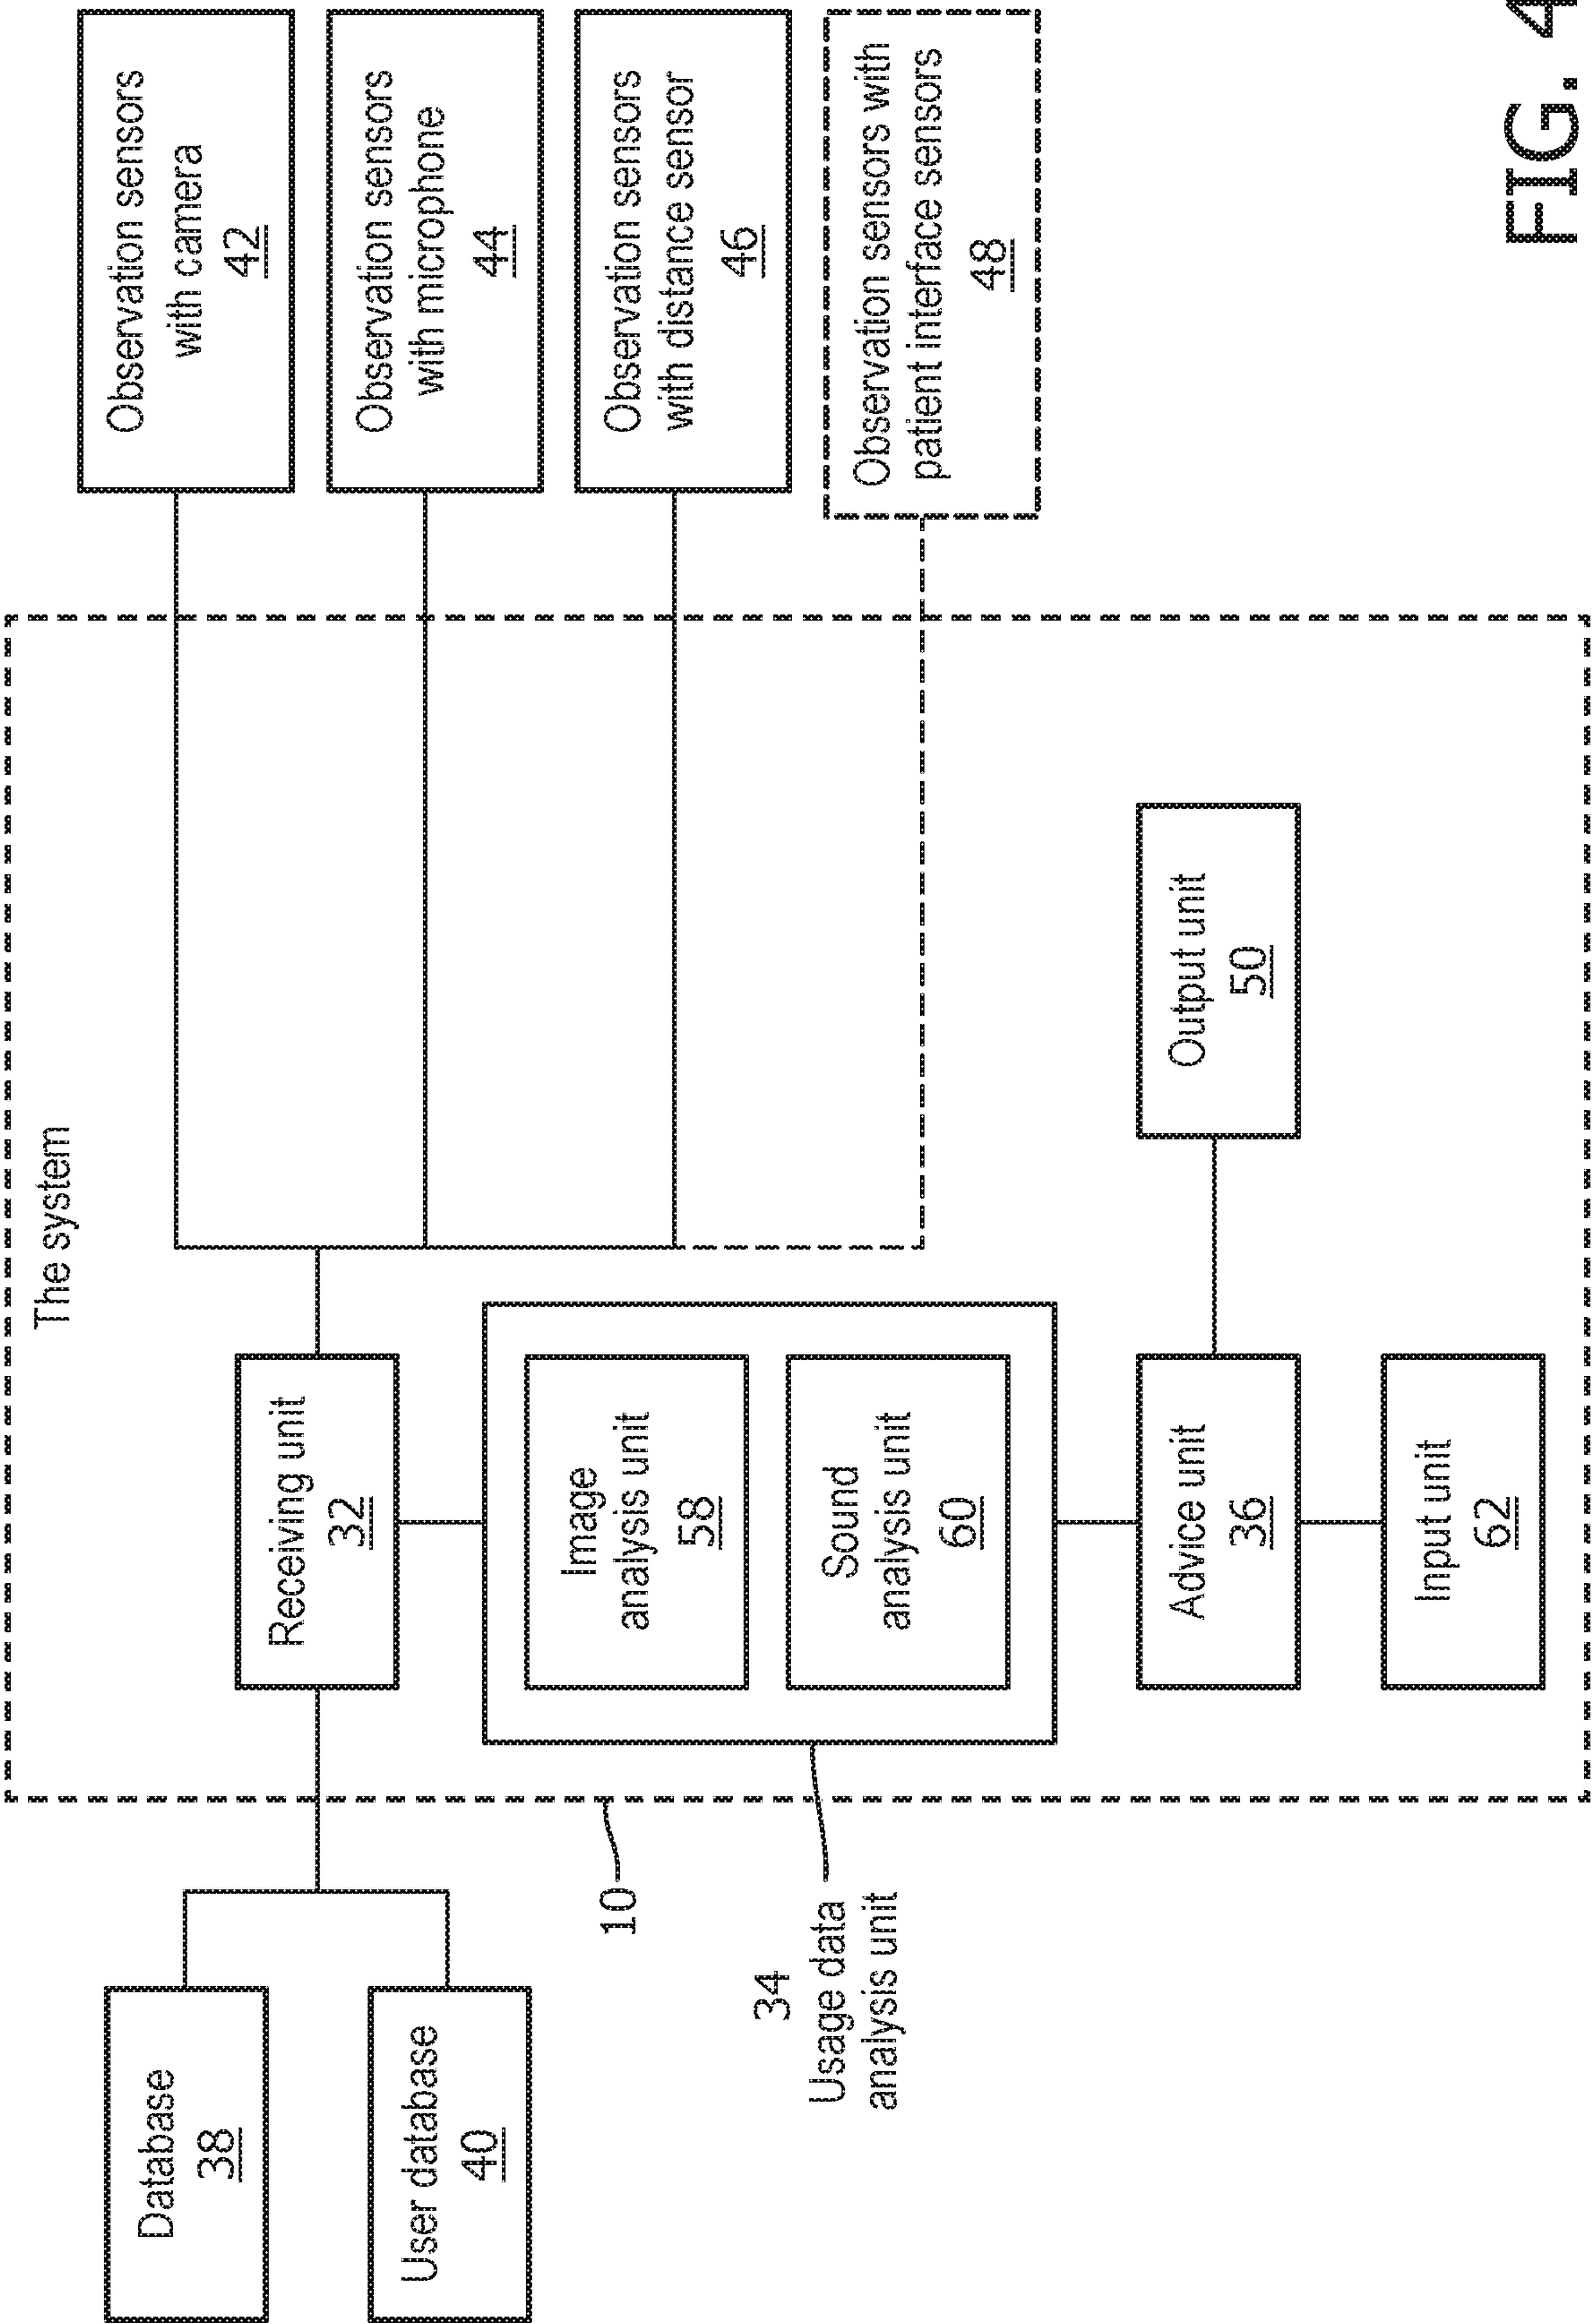 The system
Database
38
User database
40
Receiving unit
32
Image
analysis unit
58
Sound
analysis unit
60
10
34
Usage data
analysis unit
Advice unit
36
Input unit
62
Output unit
50
Observation sensors
with camera
42
Observation sensors
with microphone
44
Observation sensors
with distance sensor
46
Observation sensors with
patient interface sensors
48
FIG. 4